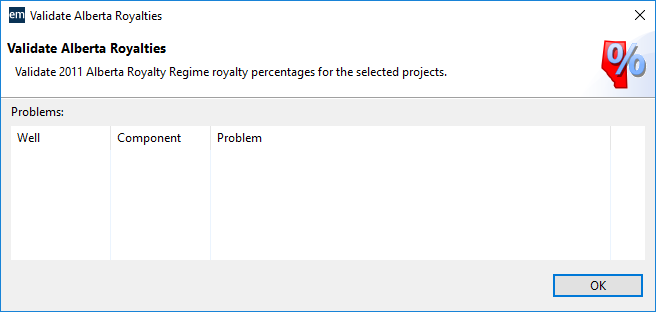 em Validate Alberta Royalties
Validate Alberta Royalties
Validate 2011 Alberta Royalty Regime royalty percentages for the selected projects.
%
Problems:
Well Component Problem
OK